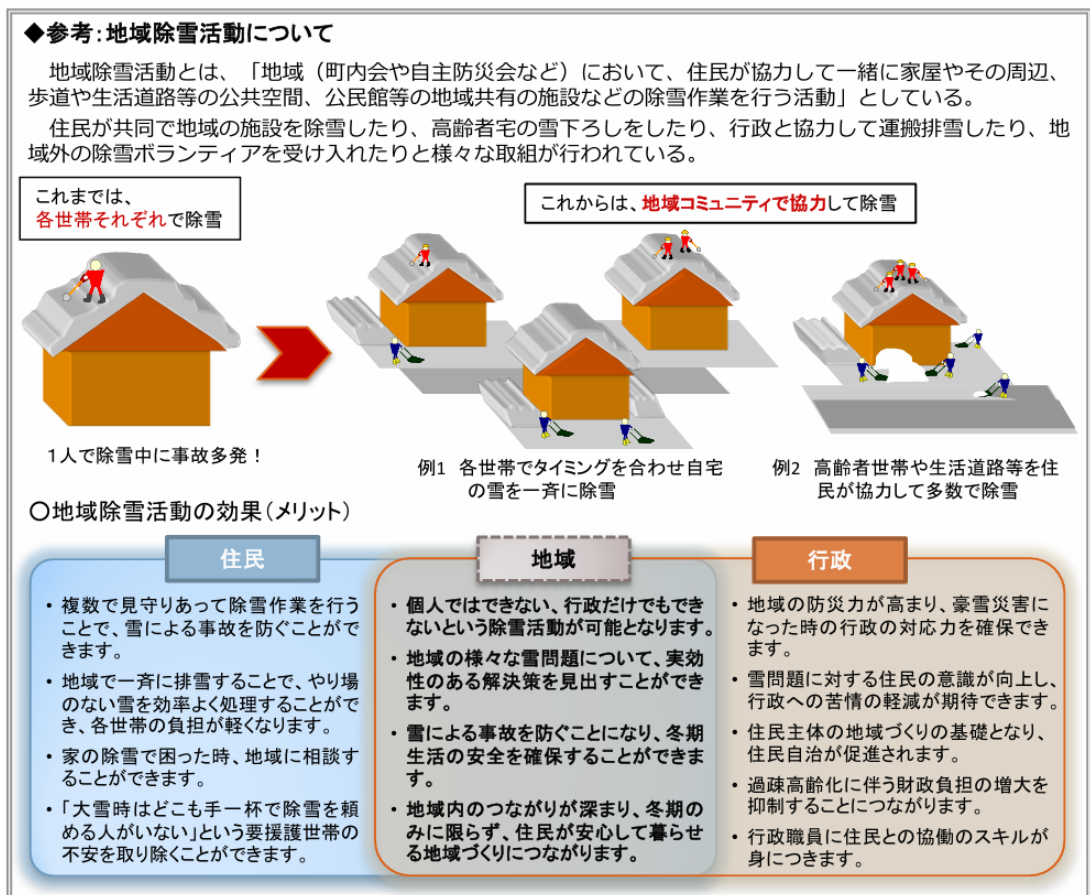 ◆参考：地域除雪活動について
地域除雪活動とは、「地域（町内会や自主防災会など）において、住民が協力して一緒に家屋やその周辺、
歩道や生活道路等の公共空間、公民館等の地域共有の施設などの除雪作業を行う活動」としている。
住民が共同で地域の施設を除雪したり、高齢者宅の雪下ろしをしたり、行政と協力して運搬排雪したり、地
域外の除雪ボランティアを受け入れたりと様々な取組が行われている。
これまでは、
各世帯それぞれで除雪
これからは、地域コミュニティで協力して除雪
1人で除雪中に事故多発！
例1 各世帯でタイミングを合わせ自宅
の雪を一斉に除雪
例2 高齢者世帯や生活道路等を住
民が協力して多数で除雪
○地域除雪活動の効果（メリット）
住民
・複数で見守りあって除雪作業を行う
ことで、雪による事故を防ぐことがで
きます。
・地域で一斉に排雪することで、やり場
のない雪を効率よく処理することがで
き、各世帯の負担が軽くなります。
・家の除雪で困った時、地域に相談す
ることができます。
・「大雪時はどこも手一杯で除雪を頼
める人がいない」という要援護世帯の
不安を取り除くことができます。
地域
・個人ではできない、行政だけでもでき
ないという除雪活動が可能となります。
・地域の様々な雪問題について、実効
性のある解決策を見出すことができ
ます。
・雪による事故を防ぐことになり、冬期
生活の安全を確保することができま
す。
・地域内のつながりが深まり、冬期の
みに限らず、住民が安心して暮らせ
る地域づくりにつながります。
行政
・地域の防災力が高まり、豪雪災害に
なった時の行政の対応力を確保でき
ます。
・雪問題に対する住民の意識が向上し、
行政への苦情の軽減が期待できます。
・住民主体の地域づくりの基礎となり、
住民自治が促進されます。
・過疎高齢化に伴う財政負担の増大を
抑制することにつながります。
・行政職員に住民との協働のスキルが
身につきます。